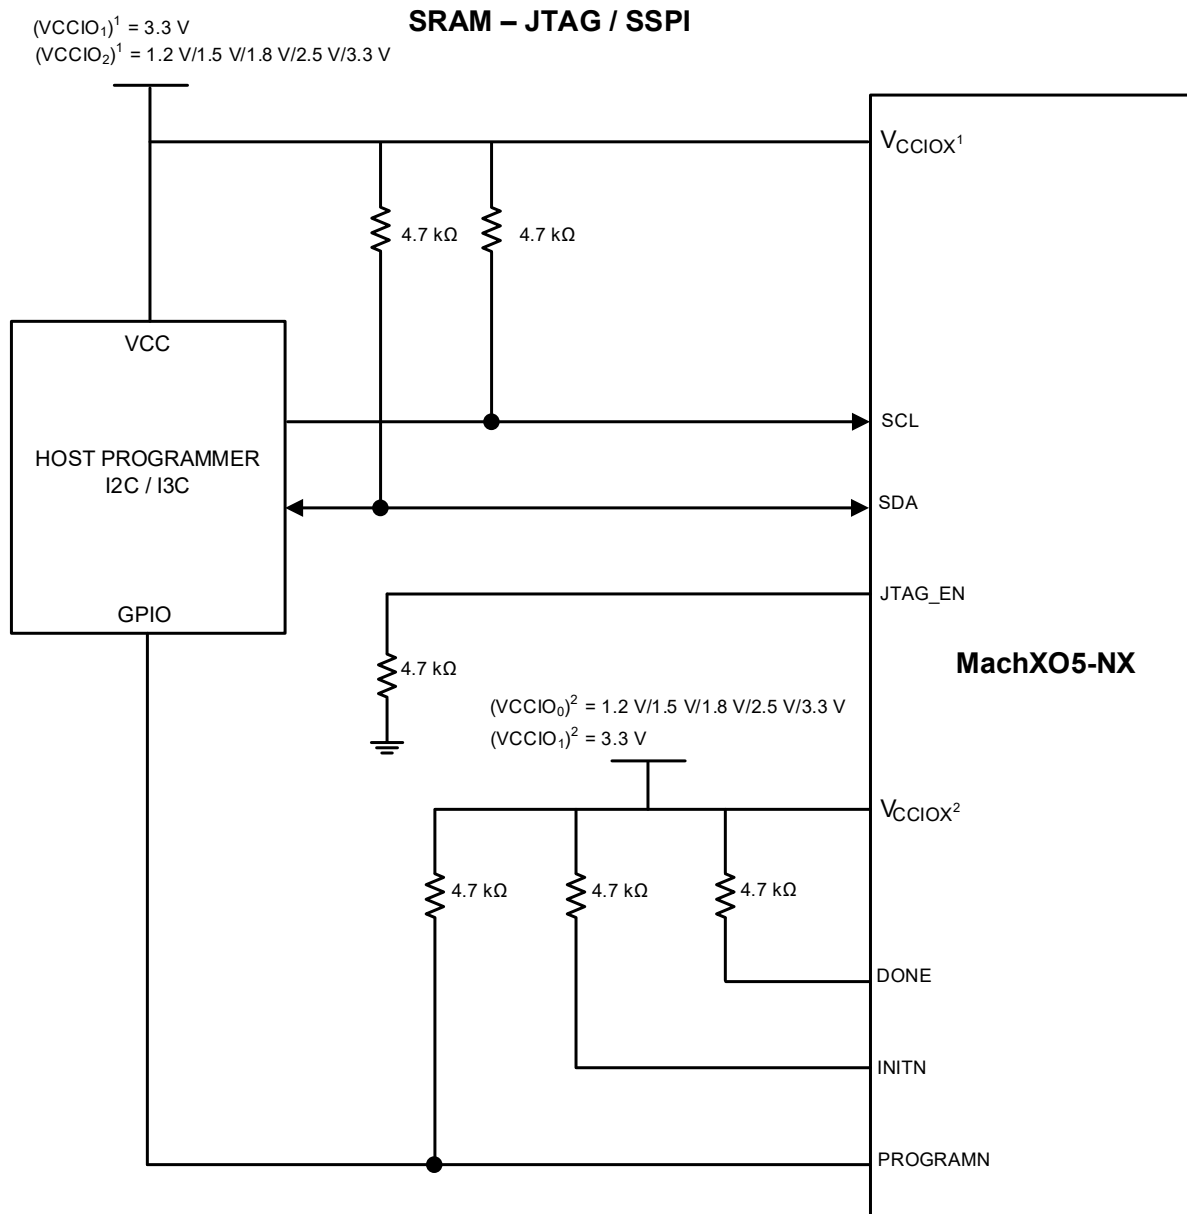 SRAM – JTAG / SSPI
(VCCIO₁)¹ = 3.3 V
(VCCIO₂)¹ = 1.2 V/1.5 V/1.8 V/2.5 V/3.3 V
VCCIOX¹
4.7 kΩ
4.7 kΩ
VCC
SCL
HOST PROGRAMMER
I2C / I3C
SDA
JTAG_EN
GPIO
4.7 kΩ
MachXO5-NX
(VCCIO₀)² = 1.2 V/1.5 V/1.8 V/2.5 V/3.3 V
(VCCIO₁)² = 3.3 V
VCCIOX²
4.7 kΩ
4.7 kΩ
4.7 kΩ
DONE
INITN
PROGRAMN